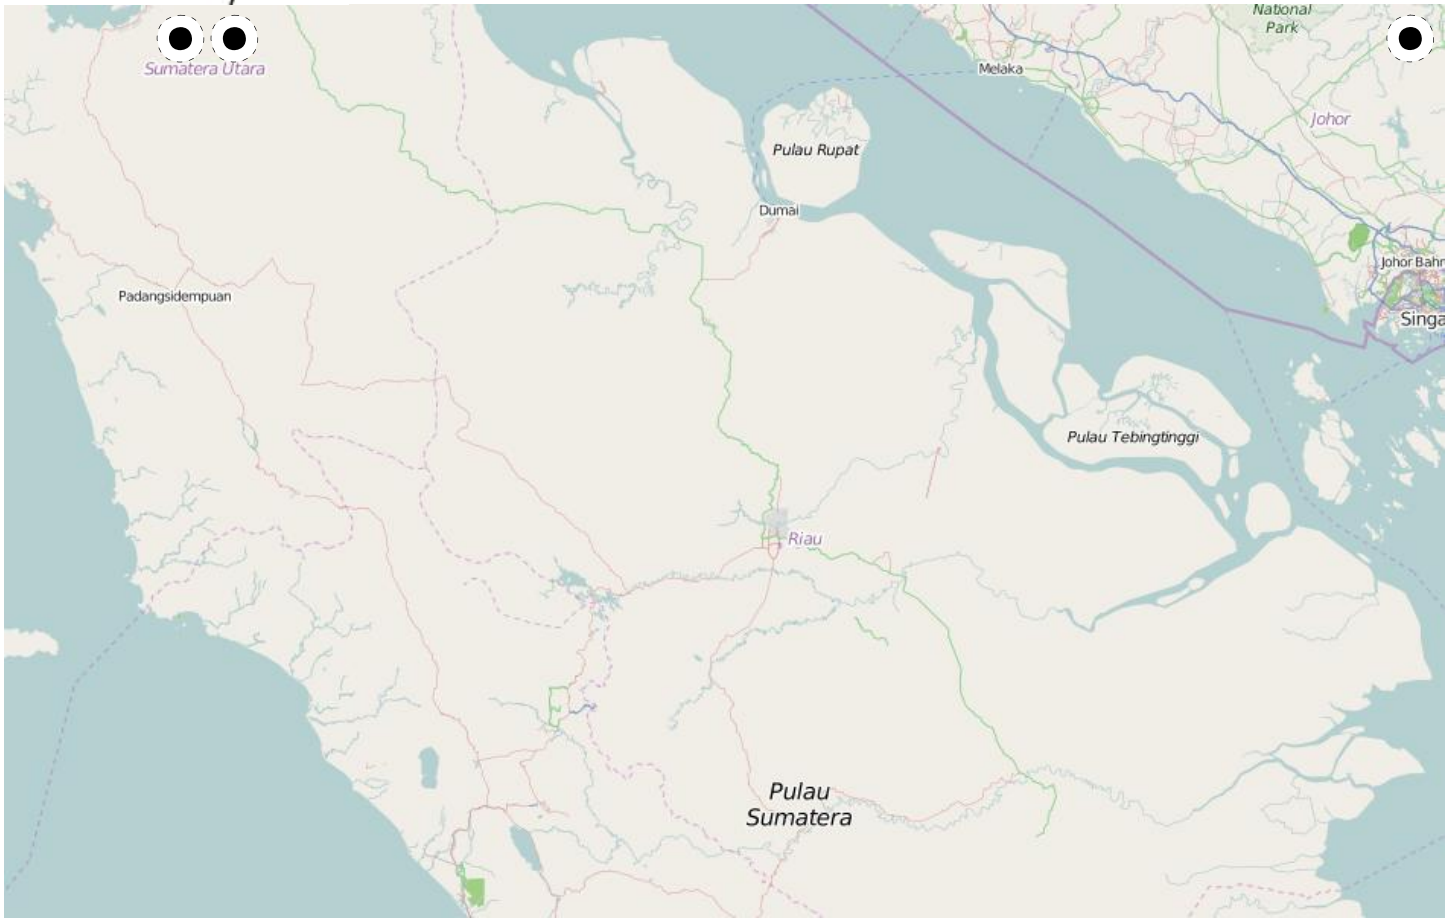 National
Park
Sumatera Utara
Melaka
Johor
Pulau Rupat
Dumai
Johor Bahr
Padangsidempuan
Singa
Pulau Tebingtinggi
Riau
Pulau
Sumatera